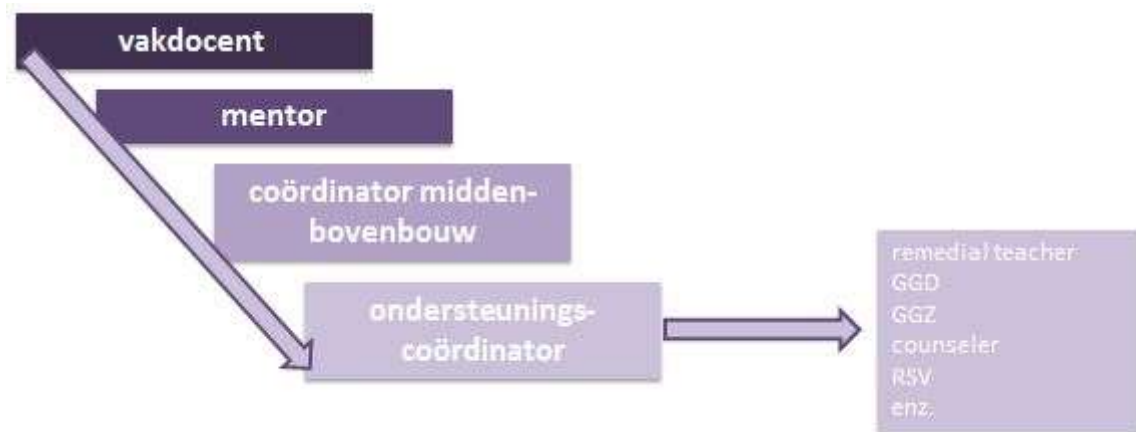 vakdocent
mentor
coördinator midden-
bovenbouw
ondersteunings-
coördinator
remedial teacher
GGD
GGZ
counseler
RSV
enz.